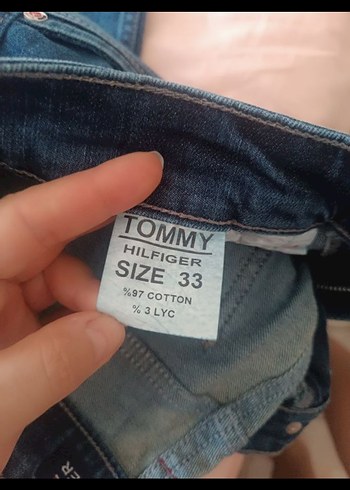 TOMMY
HILFIGER
SIZE 33
%97 COTTON
% 3 LYC